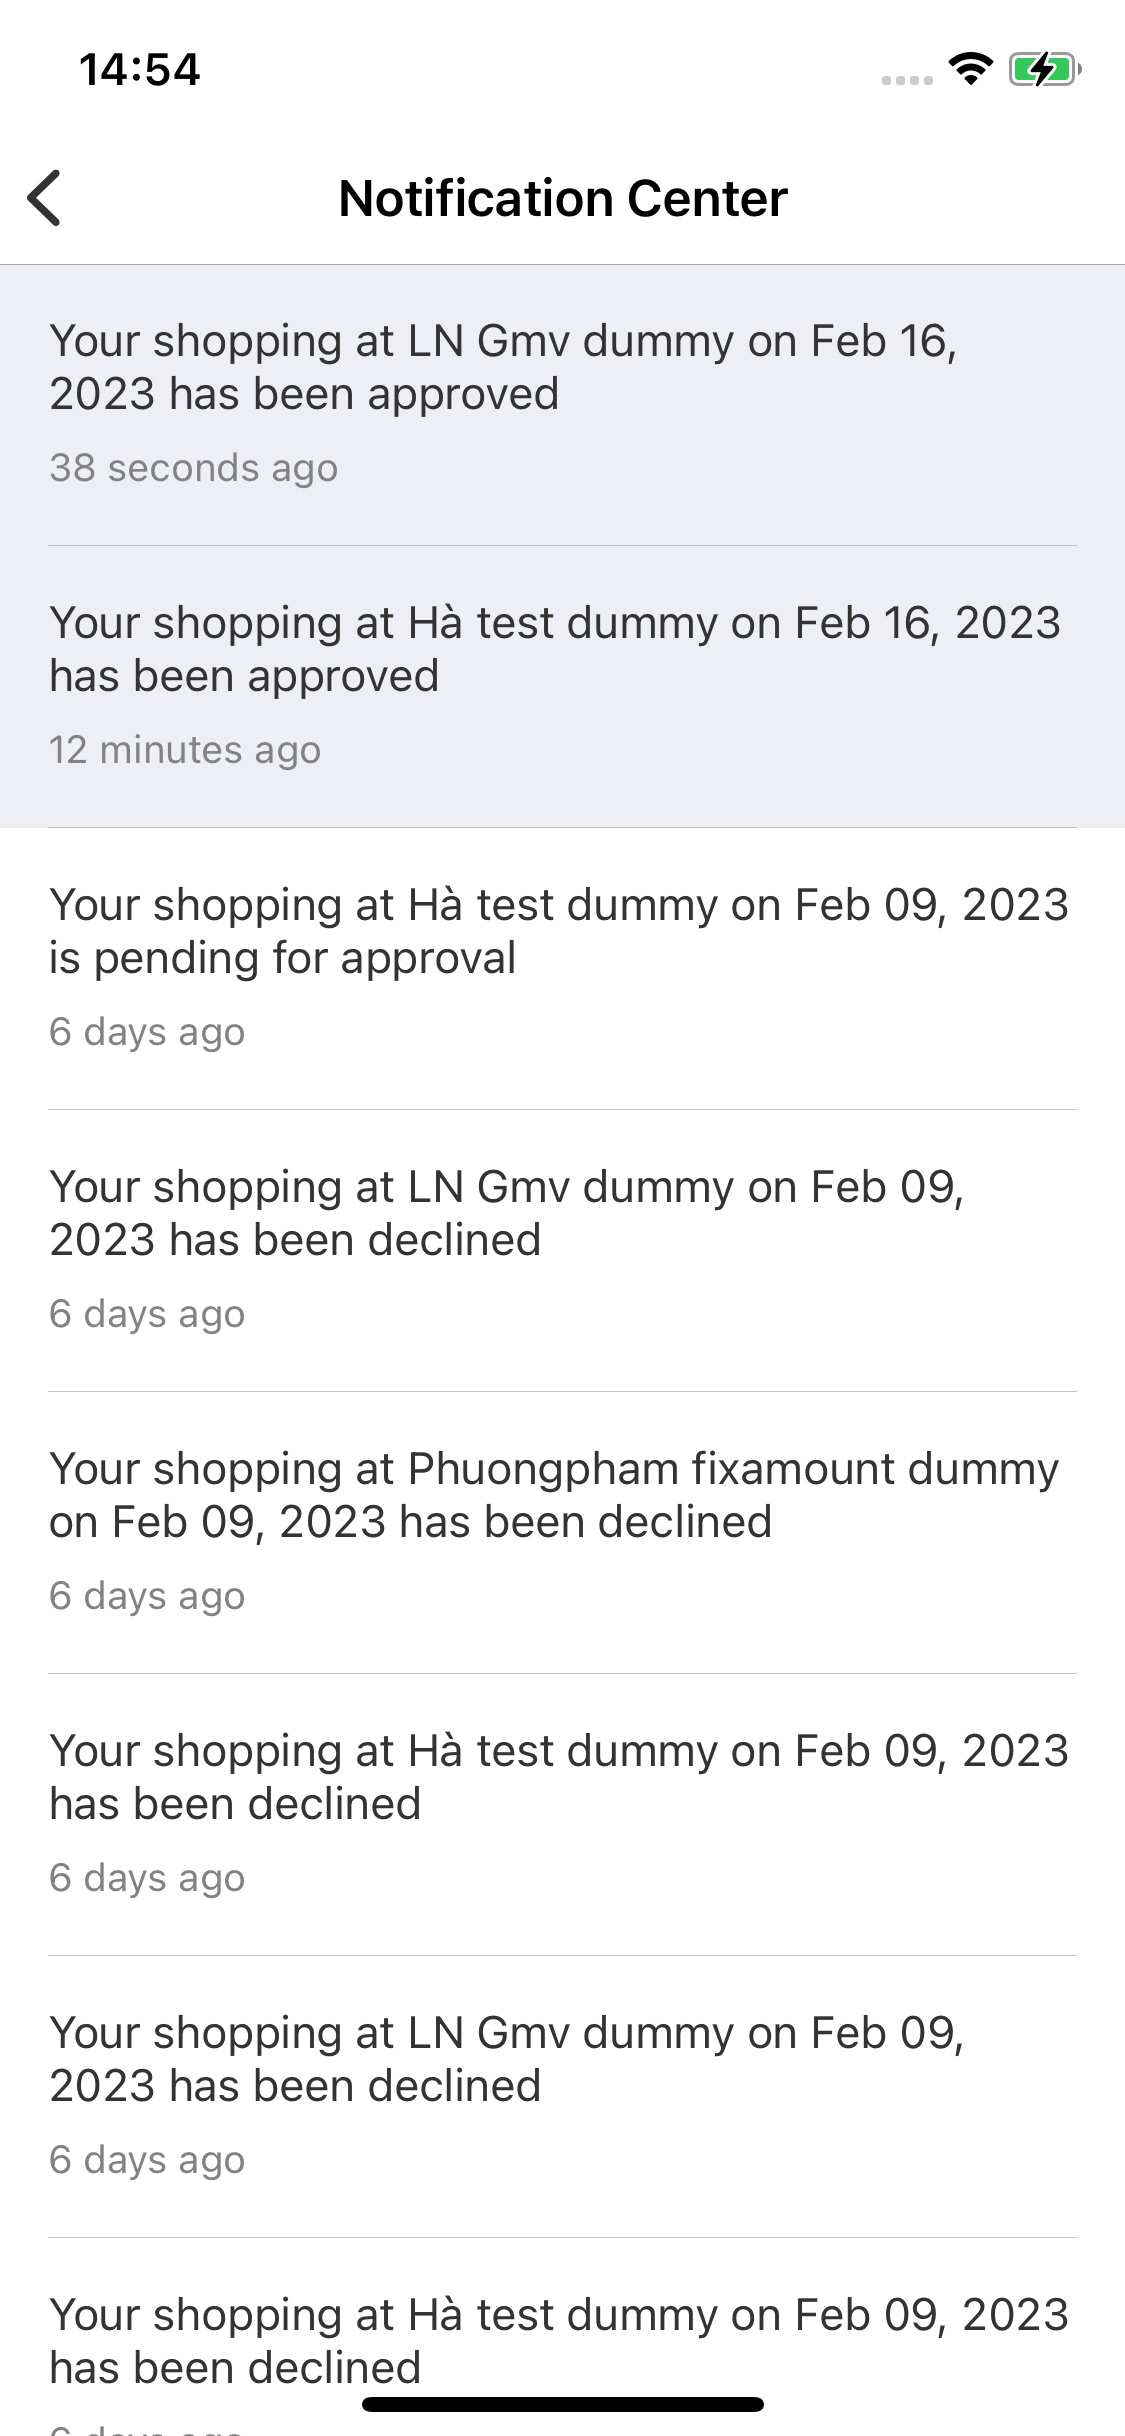 14:54
Notification Center
Your shopping at LN Gmv dummy on Feb 16,
2023 has been approved
38 seconds ago
Your shopping at Hà test dummy on Feb 16, 2023
has been approved
12 minutes ago
Your shopping at Hà test dummy on Feb 09, 2023
is pending for approval
6 days ago
Your shopping at LN Gmv dummy on Feb 09,
2023 has been declined
6 days ago
Your shopping at Phuongpham fixamount dummy
on Feb 09, 2023 has been declined
6 days ago
Your shopping at Hà test dummy on Feb 09, 2023
has been declined
6 days ago
Your shopping at LN Gmv dummy on Feb 09,
2023 has been declined
6 days ago
Your shopping at Hà test dummy on Feb 09, 2023
has been declined